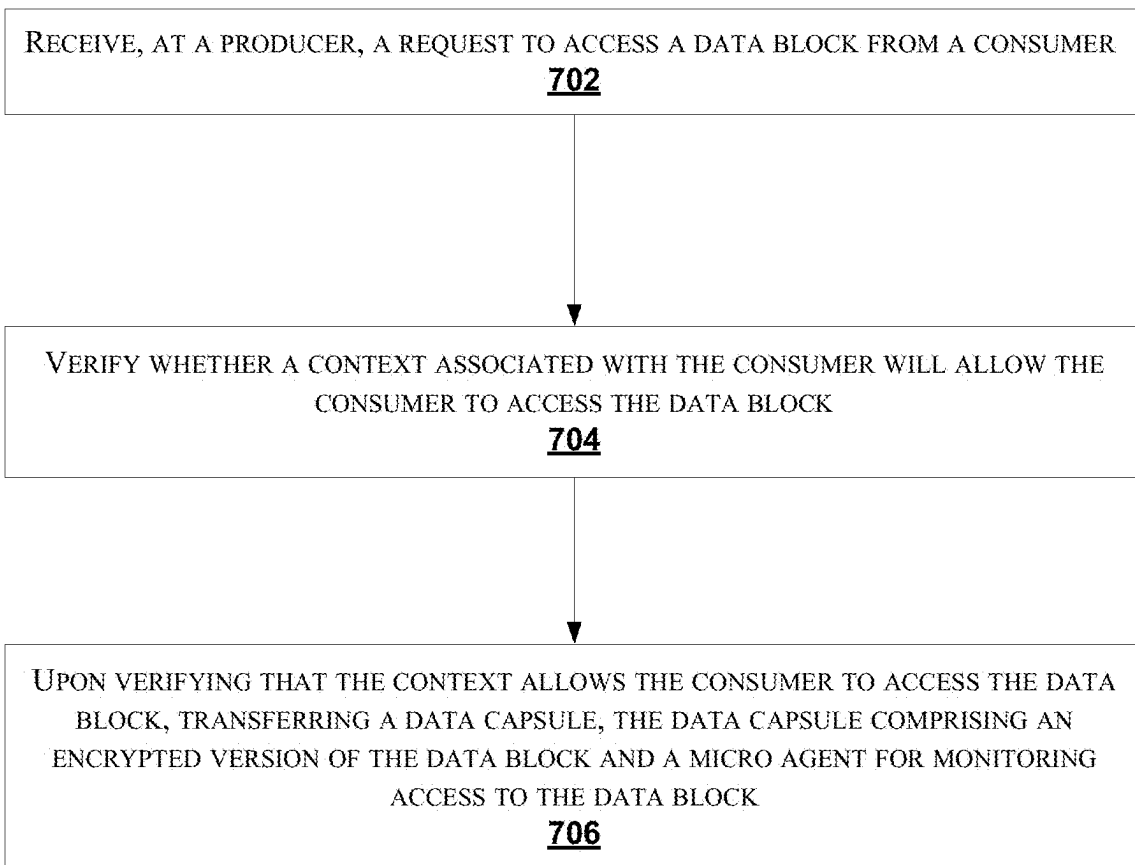 RECEIVE, AT A PRODUCER, A REQUEST TO ACCESS A DATA BLOCK FROM A CONSUMER
702
VERIFY WHETHER A CONTEXT ASSOCIATED WITH THE CONSUMER WILL ALLOW THE
CONSUMER TO ACCESS THE DATA BLOCK
704
UPON VERIFYING THAT THE CONTEXT ALLOWS THE CONSUMER TO ACCESS THE DATA
BLOCK, TRANSFERRING A DATA CAPSULE, THE DATA CAPSULE COMPRISING AN
ENCRYPTED VERSION OF THE DATA BLOCK AND A MICRO AGENT FOR MONITORING
ACCESS TO THE DATA BLOCK
706